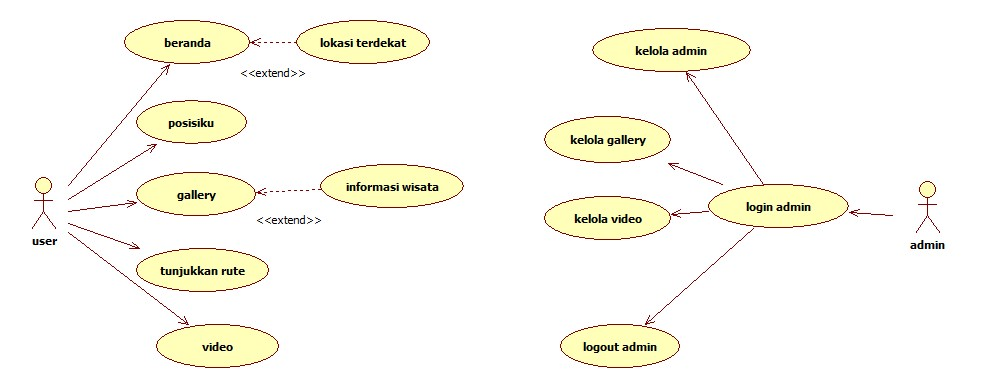 beranda
lokasi terdekat
<<extend>>
posisiku
gallery
informasi wisata
<<extend>>
user
tunjukkan rute
video
kelola admin
kelola gallery
kelola video
login admin
admin
logout admin